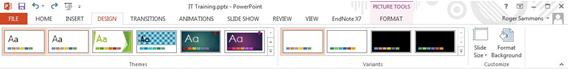 IT Training.pptx - PowerPoint
PICTURE TOOLS
FILE HOME INSERT DESIGN TRANSITIONS ANIMATIONS SLIDE SHOW REVIEW VIEW EndNote X7 FORMAT
Roger Sammons
Aa Aa Aa Aa Aa Aa
Slide Size Format Background
Themes Variants Customize